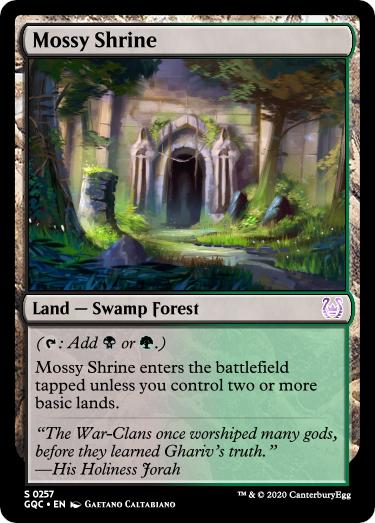 Mossy Shrine
Land — Swamp Forest
(: Add or .)
Mossy Shrine enters the battlefield
tapped unless you control two or more
basic lands.
"The War-Clans once worshiped many gods,
before they learned Ghariv's truth."
—His Holiness Jorah
S 0257
GQC • EN Gaetano Caltabiano
™ & © 2020 CanterburyEgg